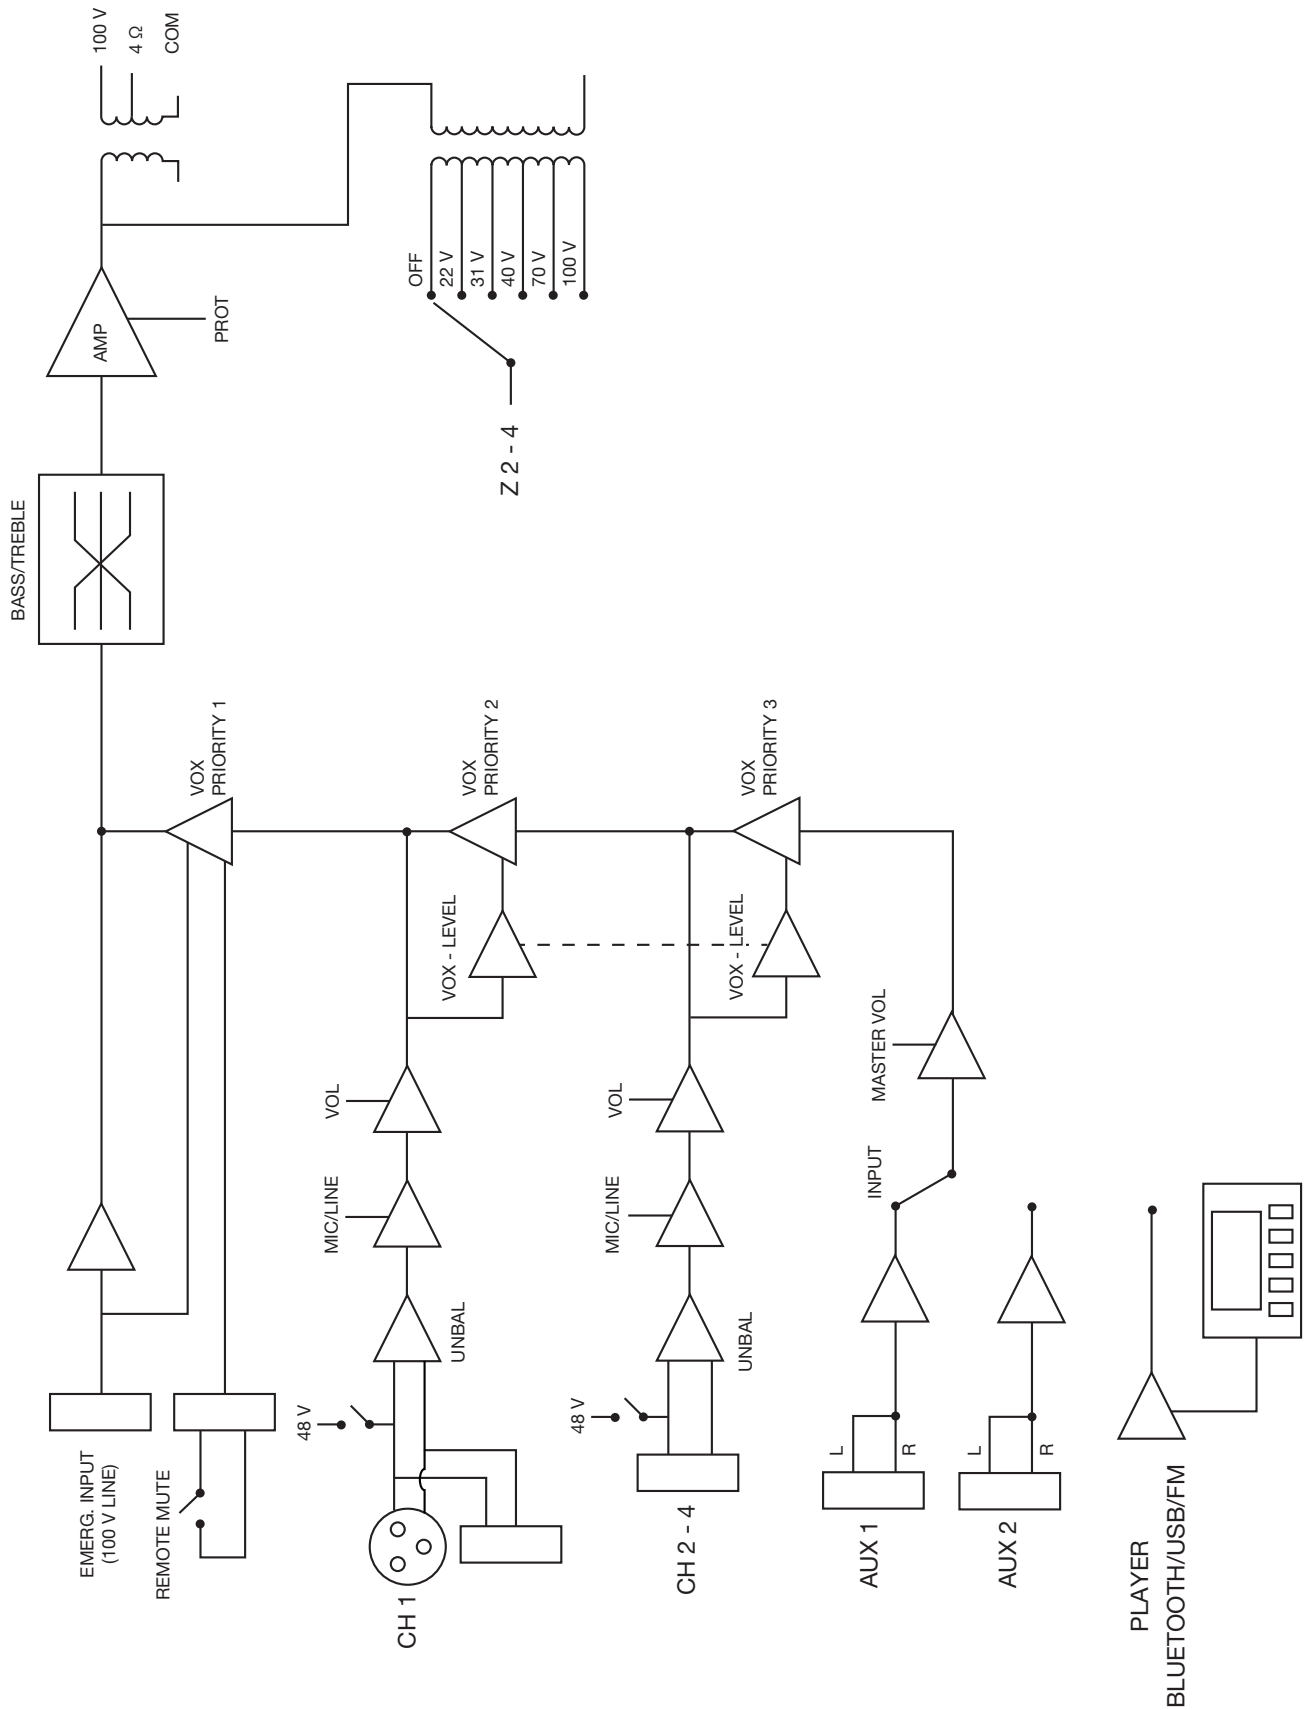 EMERG. INPUT
(100 V LINE)
REMOTE MUTE
CH 1
48 V
UNBAL
MIC/LINE
VOL
VOX - LEVEL
VOX
PRIORITY 1
VOX
PRIORITY 2
VOX
PRIORITY 3
CH 2 - 4
48 V
UNBAL
MIC/LINE
VOL
VOX - LEVEL
AUX 1
L
R
AUX 2
L
R
INPUT
MASTER VOL
PLAYER
BLUETOOTH/USB/FM
BASS/TREBLE
AMP
PROT
100 V
4 Ω
COM
Z 2 - 4
OFF
22 V
31 V
40 V
70 V
100 V